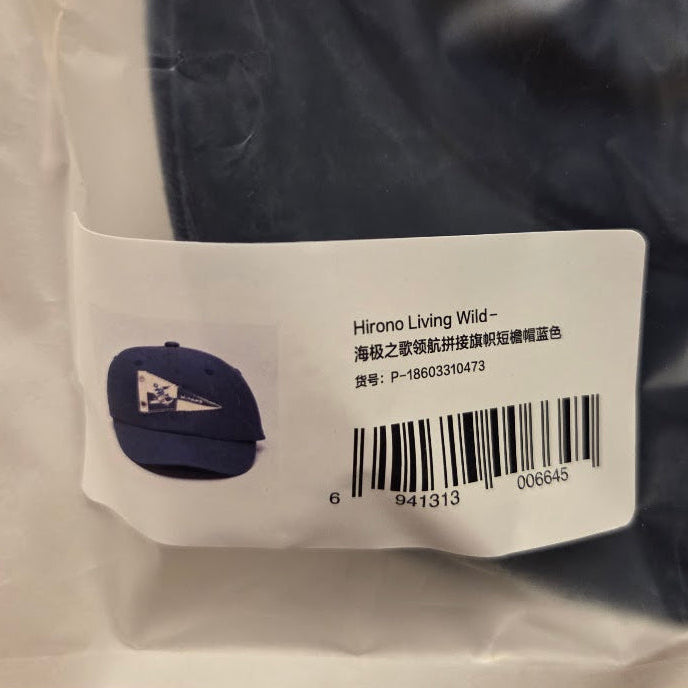 Hirono Living Wild-
海极之歌领航拼接旗帜短檐帽蓝色
货号：P-18603310473
6 941313 006645